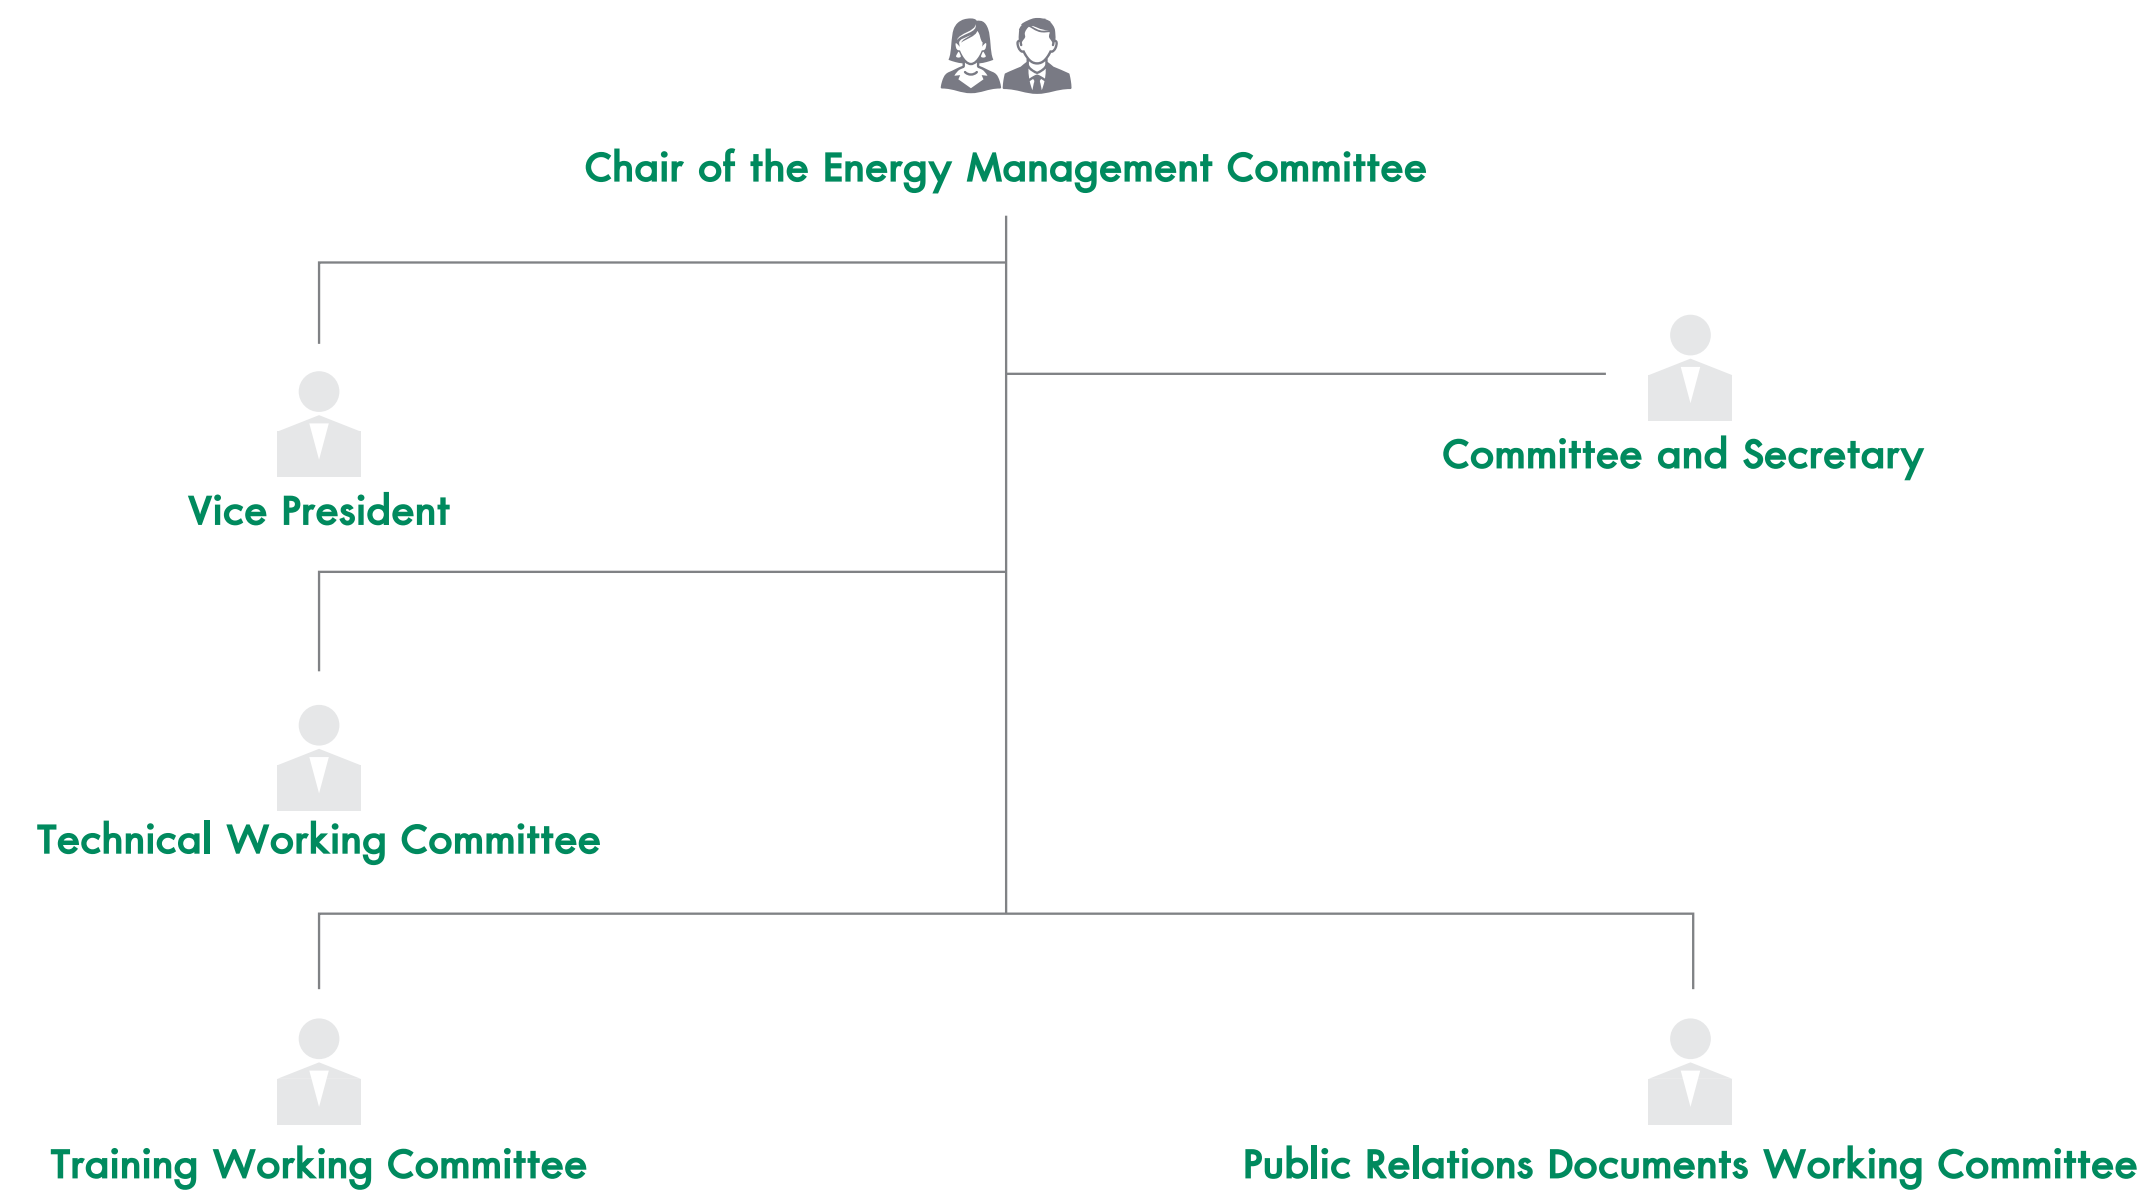 Chair of the Energy Management Committee
Committee and Secretary
Vice President
Technical Working Committee
Training Working Committee
Public Relations Documents Working Committee